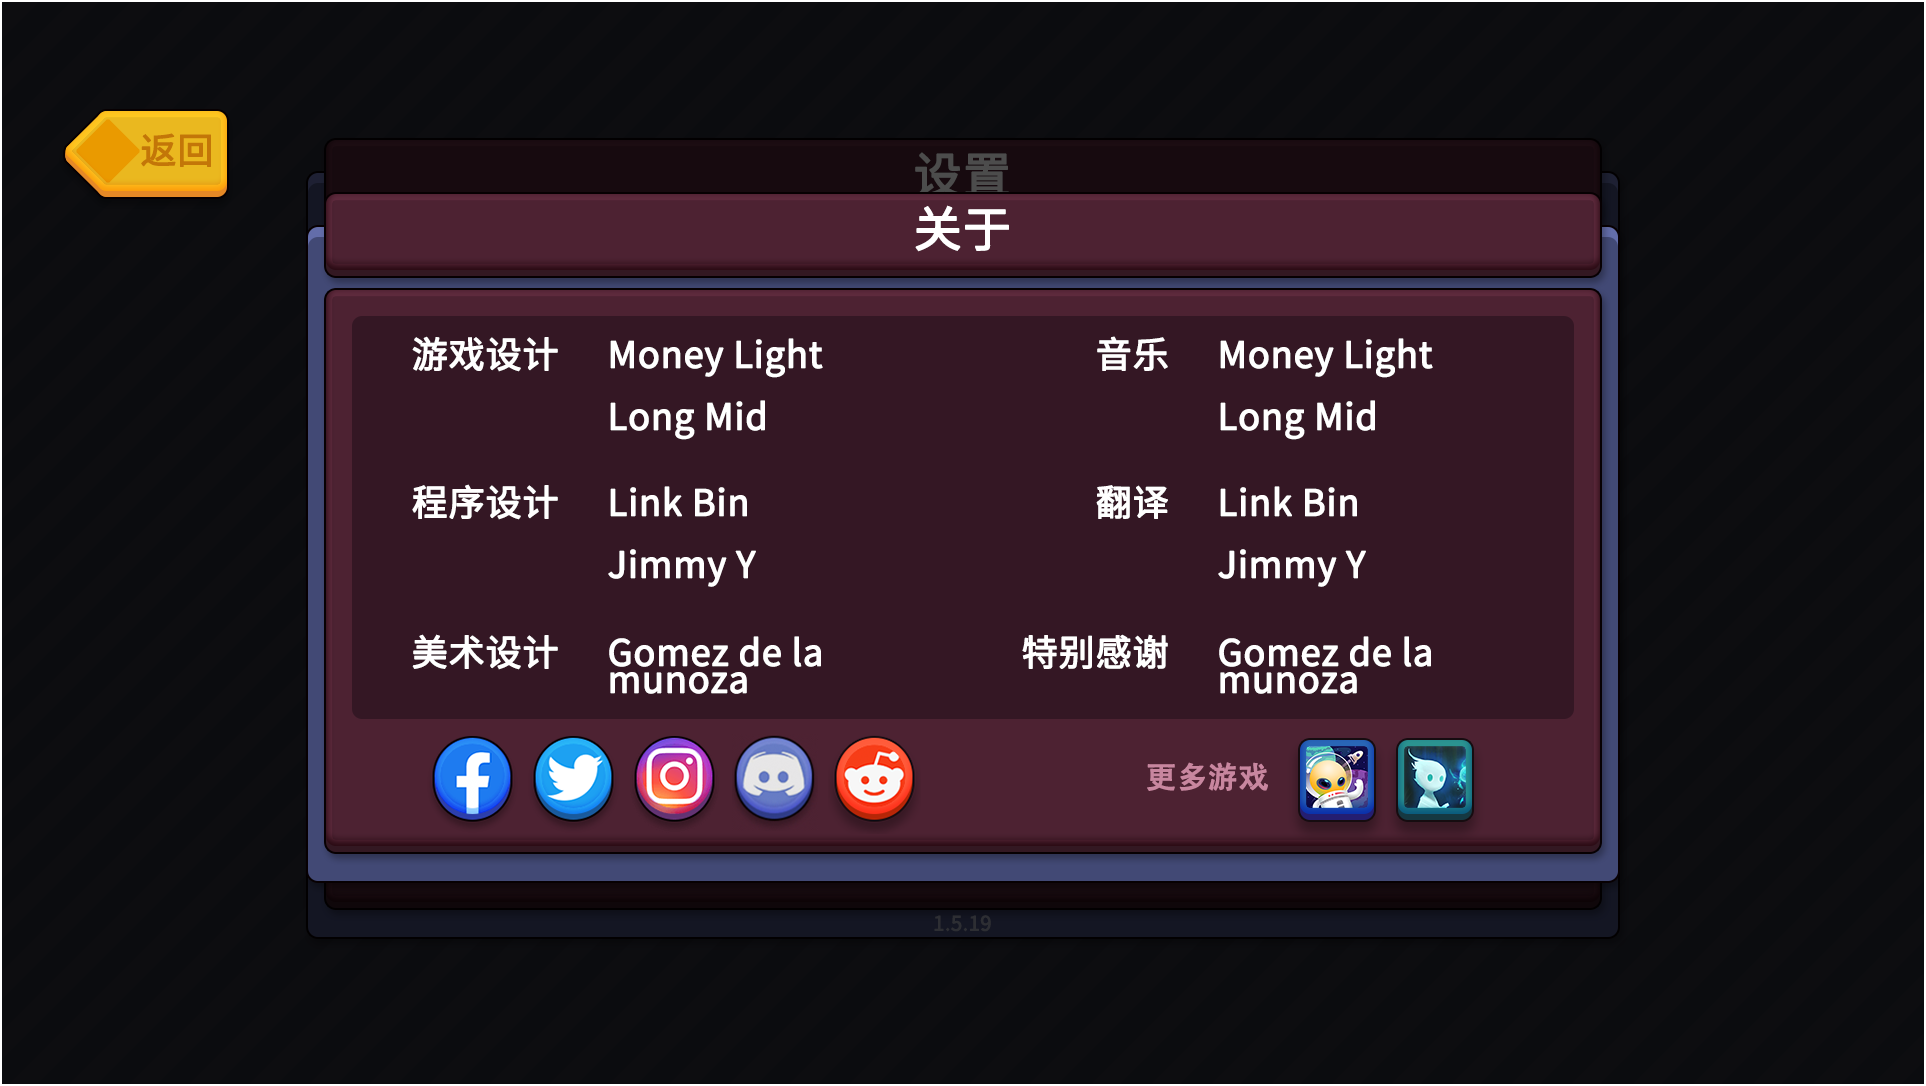 返回
设置
关于
游戏设计 Money Light
Long Mid
音乐 Money Light
Long Mid
程序设计 Link Bin
Jimmy Y
翻译 Link Bin
Jimmy Y
美术设计 Gomez de la
munoza
特别感谢 Gomez de la
munoza
更多游戏
1.5.19